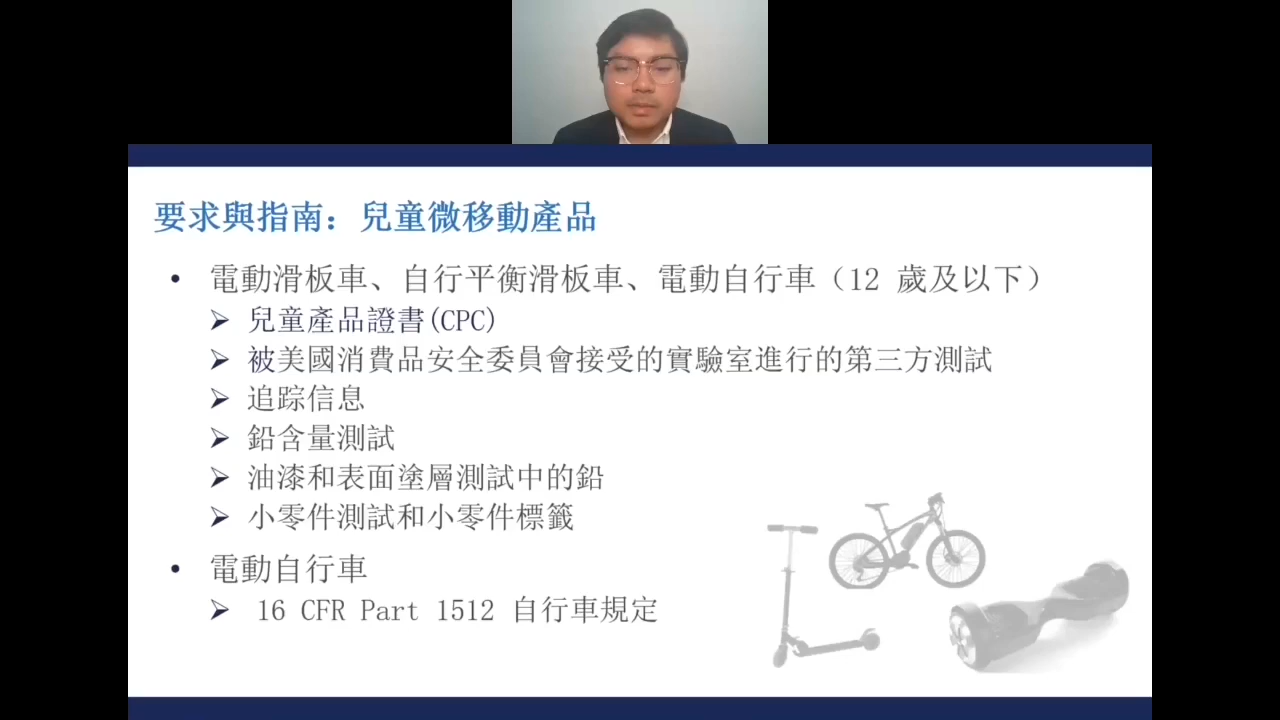 要求與指南：兒童微移動產品
• 電動滑板車、自行平衡滑板車、電動自行車（12 歲及以下）
➢ 兒童產品證書(CPC)
➢ 被美國消費品安全委員會接受的實驗室進行的第三方測試
➢ 追踪信息
➢ 鉛含量測試
➢ 油漆和表面塗層測試中的鉛
➢ 小零件測試和小零件標籤
• 電動自行車
➢ 16 CFR Part 1512 自行車規定